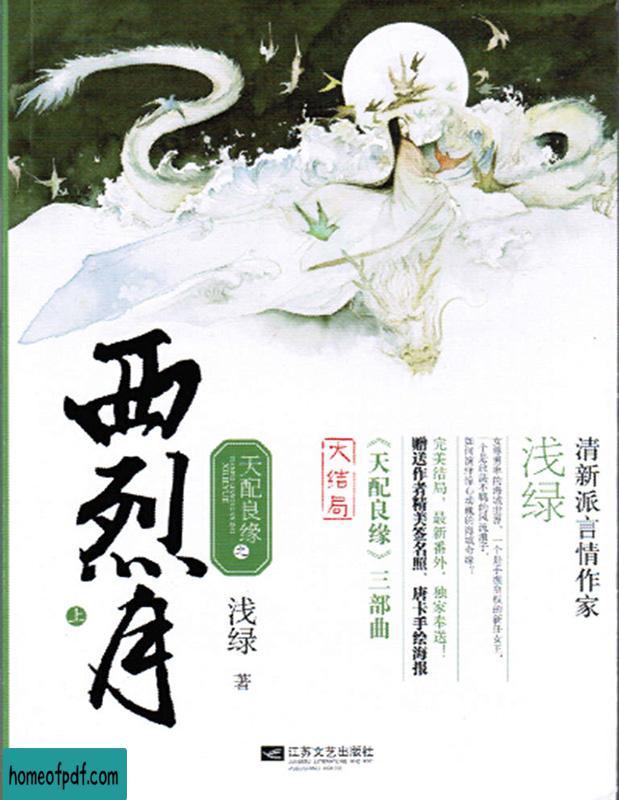 清新派言情作家
浅绿
《天配良缘》三部曲
大结局
完美结局，最新番外，独家奉送！
赠送作者精美签名照、唐卡手绘海报
天配良缘之
西烈月
上
浅绿 著
江苏文艺出版社
homeofpdf.com